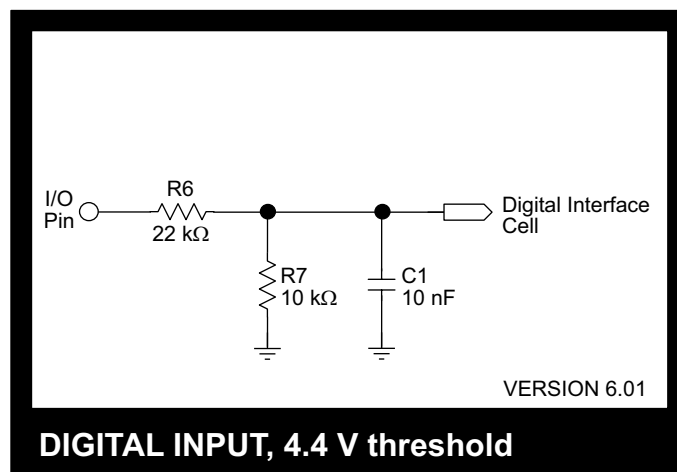 I/O
Pin
R6
22 kΩ
R7
10 kΩ
C1
10 nF
Digital Interface
Cell
VERSION 6.01
DIGITAL INPUT, 4.4 V threshold